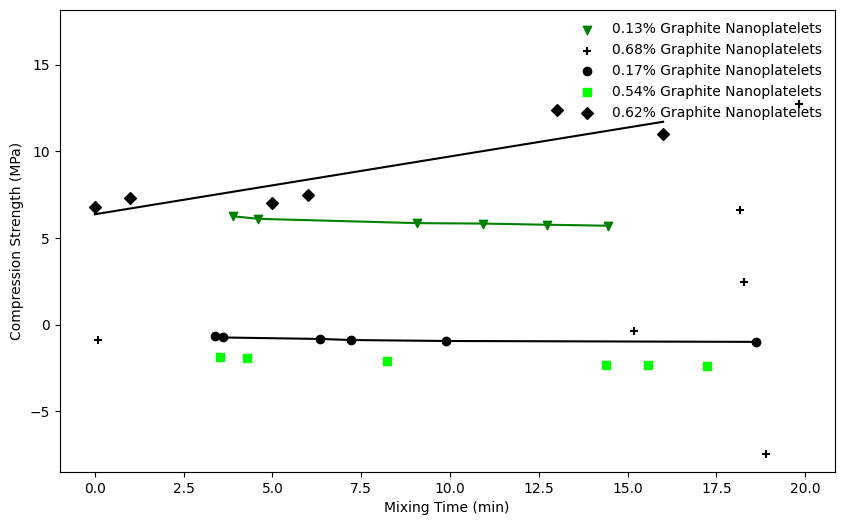 0.13% Graphite Nanoplatelets
0.68% Graphite Nanoplatelets
0.17% Graphite Nanoplatelets
0.54% Graphite Nanoplatelets
0.62% Graphite Nanoplatelets
15
10
5
0
−5
Compression Strength (MPa)
0.0 2.5 5.0 7.5 10.0 12.5 15.0 17.5 20.0
Mixing Time (min)